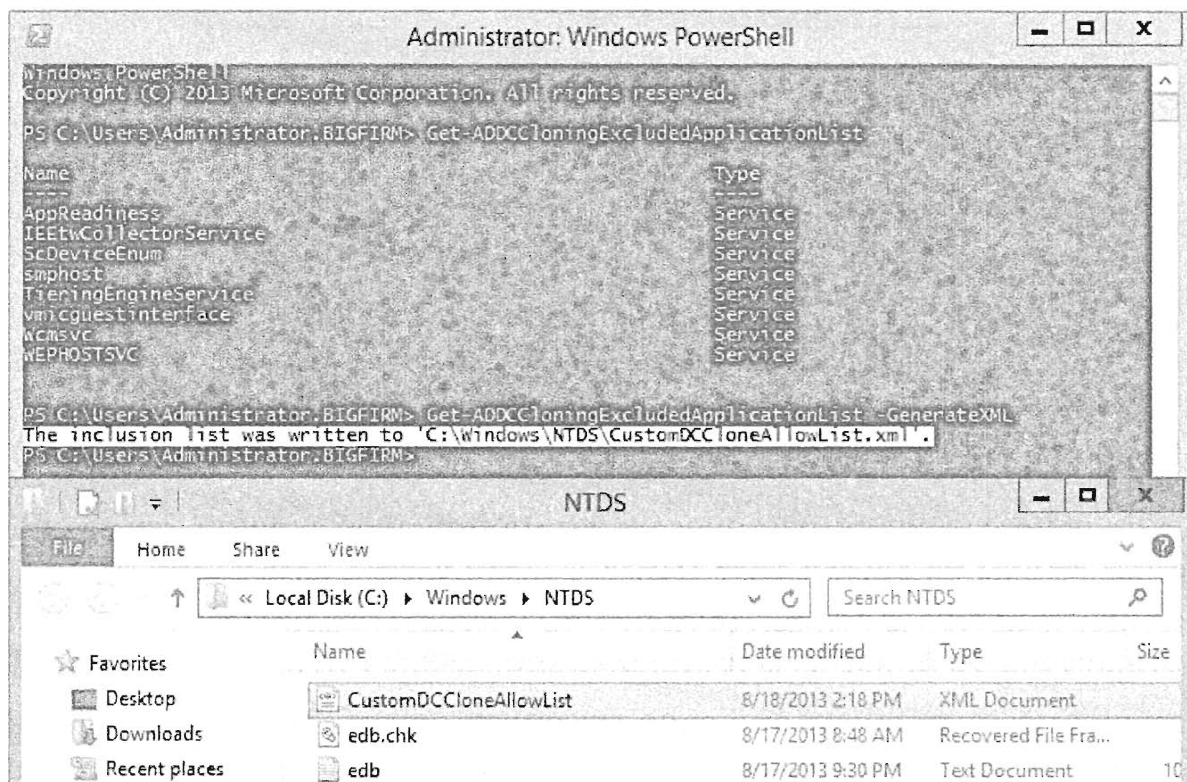 Administrator: Windows PowerShell
Windows PowerShell
Copyright (C) 2013 Microsoft Corporation. All rights reserved.
PS C:\Users\Administrator.BIGFIRM> Get-ADDCCloningExcludedApplicationList
Name Type
---- ----
AppReadiness Service
IEEtwCollectorService Service
ScDeviceEnum Service
smphost Service
TieringEngineService Service
vmicguestinterface Service
Wcmsvc Service
WEPHOSTSVC Service
PS C:\Users\Administrator.BIGFIRM> Get-ADDCCloningExcludedApplicationList -GenerateXML
The inclusion list was written to 'C:\Windows\NTDS\CustomDCCloneAllowList.xml'.
PS C:\Users\Administrator.BIGFIRM>
NTDS
File Home Share View
« Local Disk (C:) ▸ Windows ▸ NTDS Search NTDS
Favorites Name Date modified Type Size
Desktop CustomDCCloneAllowList 8/18/2013 2:18 PM XML Document
Downloads edb.chk 8/17/2013 8:48 AM Recovered File Fra...
Recent places edb 8/17/2013 9:30 PM Text Document 10